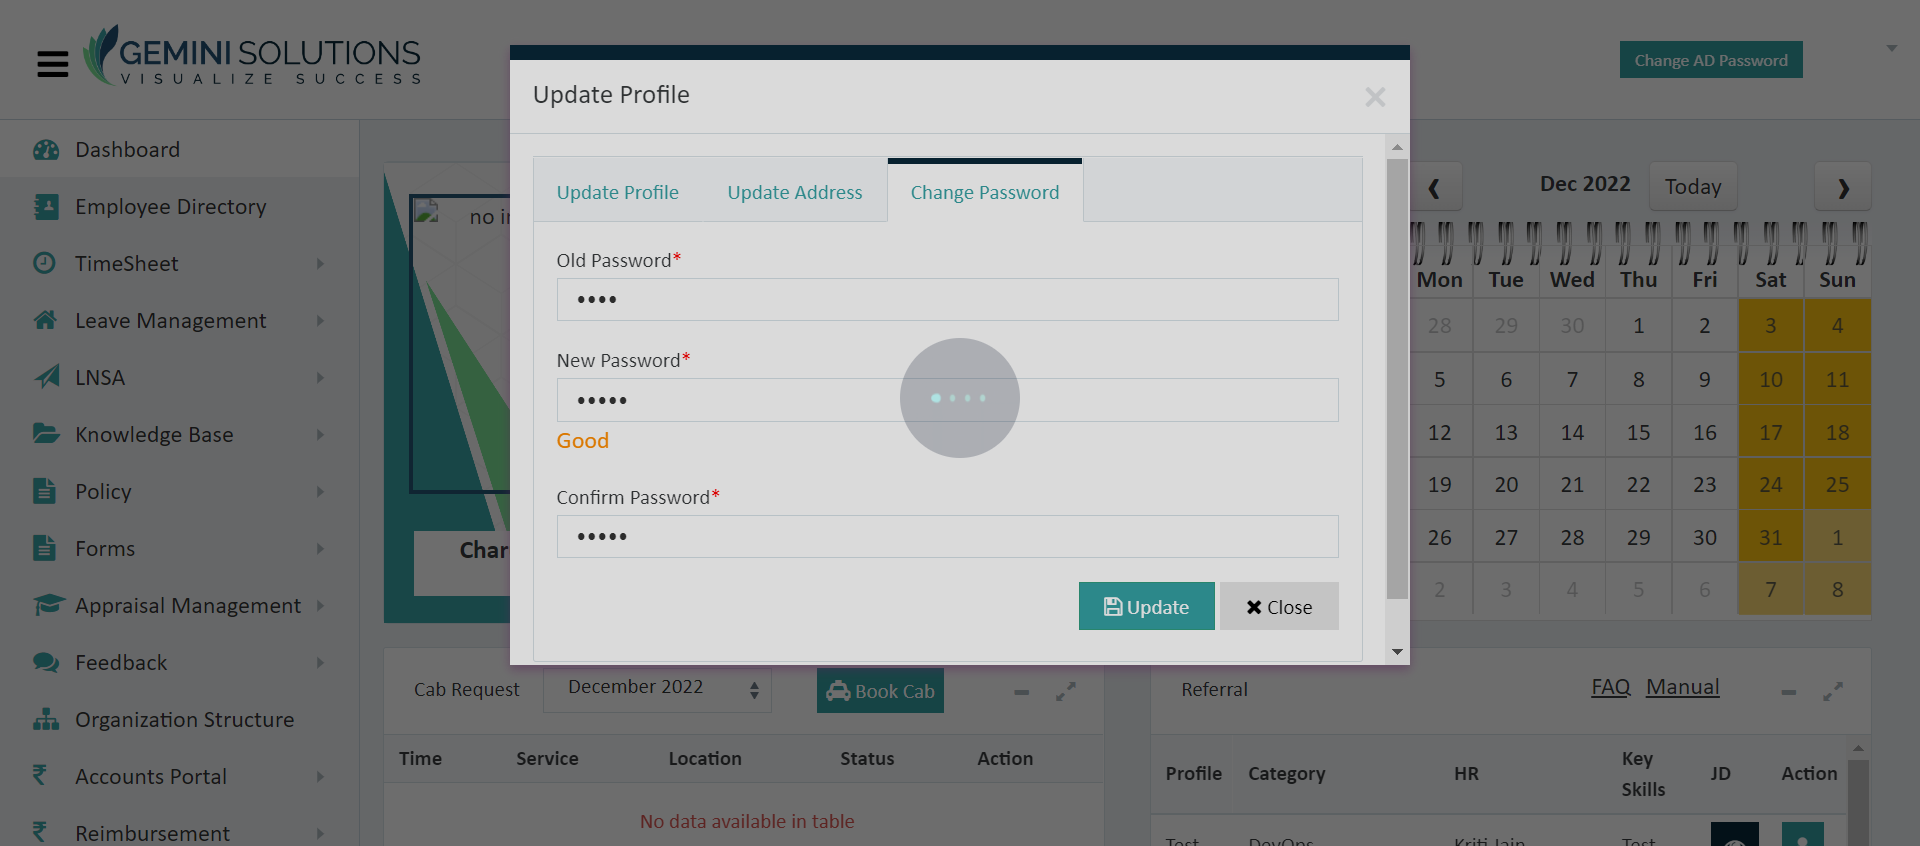 GEMINI SOLUTIONS
VISUALIZE SUCCESS
Change AD Password
Dashboard
Employee Directory
TimeSheet
Leave Management
LNSA
Knowledge Base
Policy
Forms
Appraisal Management
Feedback
Organization Structure
Accounts Portal
Reimbursement
no
Char
Update Profile
Update Profile Update Address Change Password
Old Password*
••••
New Password*
•••••
Good
Confirm Password*
•••••
Update Close
Dec 2022 Today
Mon Tue Wed Thu Fri Sat Sun
28 29 30 1 2 3 4
5 6 7 8 9 10 11
12 13 14 15 16 17 18
19 20 21 22 23 24 25
26 27 28 29 30 31 1
2 3 4 5 6 7 8
Cab Request December 2022 Book Cab
Time Service Location Status Action
No data available in table
Referral FAQ Manual
Profile Category HR Key Skills JD Action
Test DevOps Kriti Jain Test